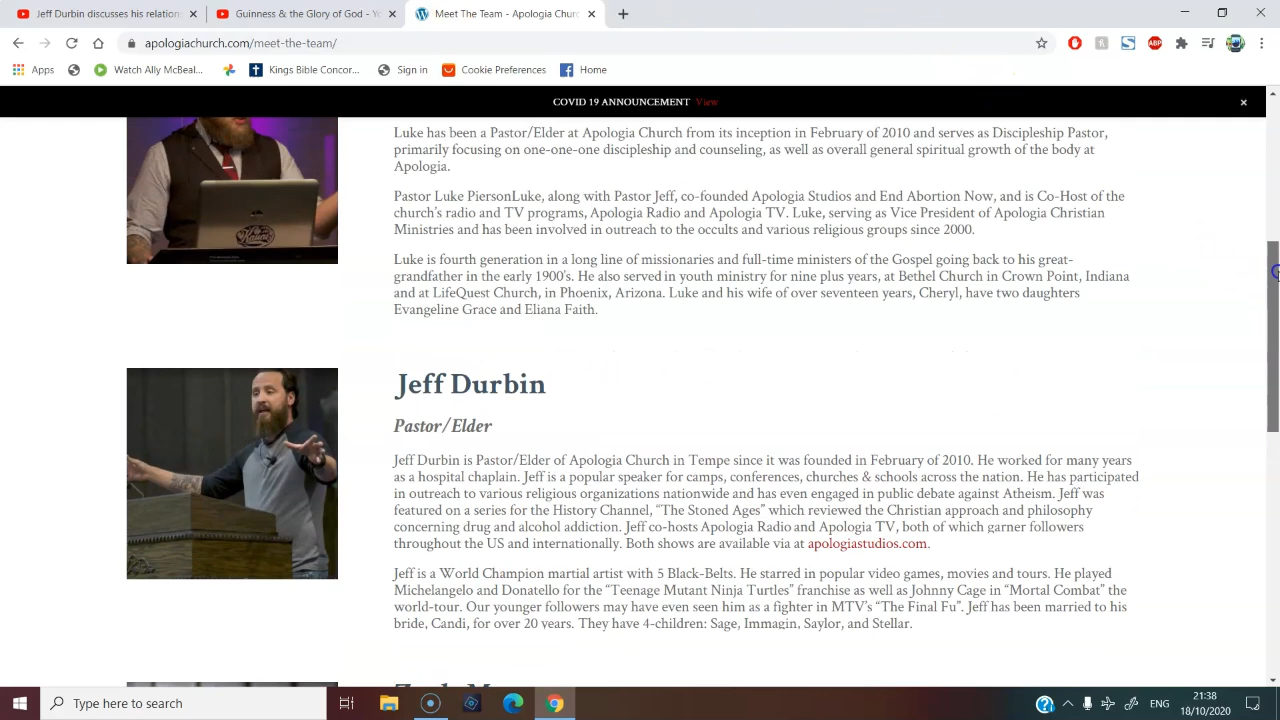 Jeff Durbin discusses his relation
Guinness & the Glory of God - Yo
Meet the Team - Apologia Church
apologiachurch.com/meet-the-team/
ABP
Apps
Watch Ally McBeal...
Kings Bible Concor...
Sign in
Cookie Preferences
Home
COVID 19 ANNOUNCEMENT View
Luke has been a Pastor/Elder at Apologia Church from its inception in February of 2010 and serves as Discipleship Pastor,
primarily focusing on one-one-one discipleship and counseling, as well as overall general spiritual growth of the body at
Apologia.
Pastor Luke PiersonLuke, along with Pastor Jeff, co-founded Apologia Studios and End Abortion Now, and is Co-Host of the
church's radio and TV programs, Apologia Radio and Apologia TV. Luke, serving as Vice President of Apologia Christian
Ministries and has been involved in outreach to the occults and various religious groups since 2000.
Luke is fourth generation in a long line of missionaries and full-time ministers of the Gospel going back to his great-
grandfather in the early 1900's. He also served in youth ministry for nine plus years, at Bethel Church in Crown Point, Indiana
and at LifeQuest Church, in Phoenix, Arizona. Luke and his wife of over seventeen years, Cheryl, have two daughters
Evangeline Grace and Eliana Faith.
Jeff Durbin
Pastor/Elder
Jeff Durbin is Pastor/Elder of Apologia Church in Tempe since it was founded in February of 2010. He worked for many years
as a hospital chaplain. Jeff is a popular speaker for camps, conferences, churches & schools across the nation. He has participated
in outreach to various religious organizations nationwide and has even engaged in public debate against Atheism. Jeff was
featured on a series for the History Channel, "The Stoned Ages" which reviewed the Christian approach and philosophy
concerning drug and alcohol addiction. Jeff co-hosts Apologia Radio and Apologia TV, both of which garner followers
throughout the US and internationally. Both shows are available via at apologiastudios.com.
Jeff is a World Champion martial artist with 5 Black-Belts. He starred in popular video games, movies and tours. He played
Michelangelo and Donatello for the "Teenage Mutant Ninja Turtles" franchise as well as Johnny Cage in "Mortal Combat" the
world-tour. Our younger followers may have even seen him as a fighter in MTV's "The Final Fu". Jeff has been married to his
bride, Candi, for over 20 years. They have 4-children: Sage, Immagin, Saylor, and Stellar.
Type here to search
21:38
18/10/2020